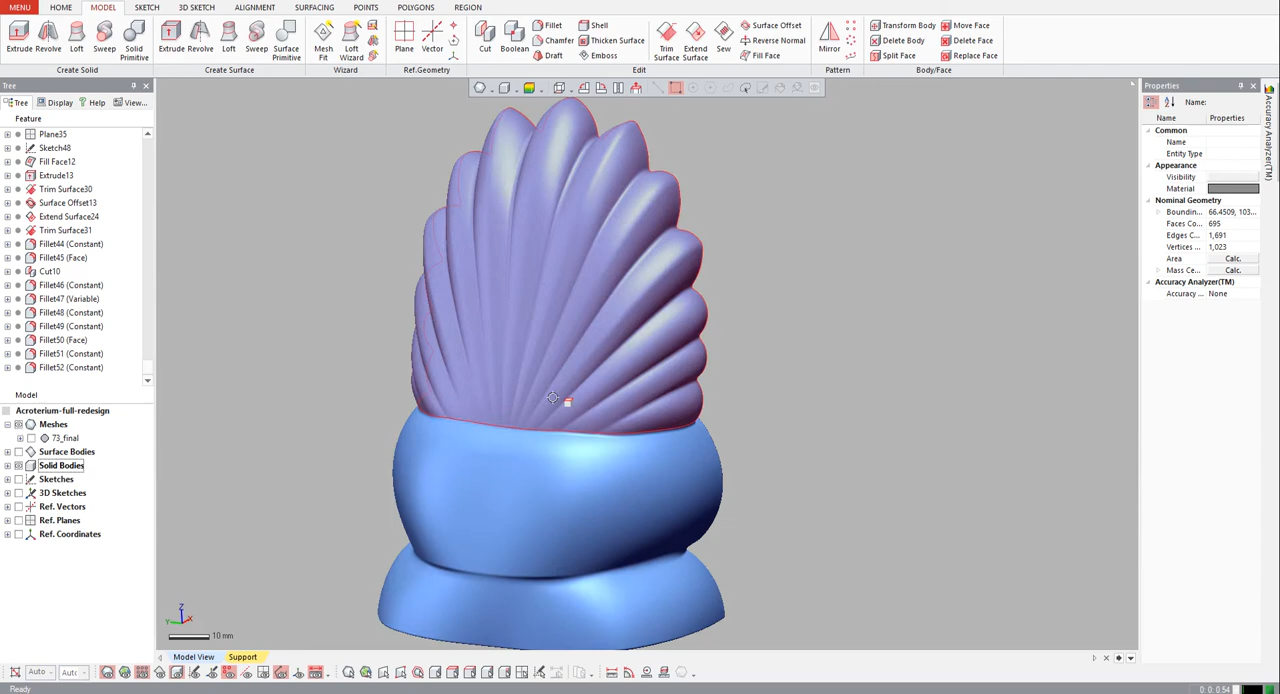 MENU HOME MODEL SKETCH 3D SKETCH ALIGNMENT SURFACING POINTS POLYGONS REGION
Extrude Revolve Loft Sweep Solid Primitive
Create Solid
Extrude Revolve Loft Sweep Surface Primitive
Create Surface
Mesh Fit Loft Wizard
Wizard
Plane Vector
Ref.Geometry
Cut Boolean
Fillet Shell
Chamfer Thicken Surface
Draft Emboss
Trim Surface Extend Surface Sew
Surface Offset
Reverse Normal
Fill Face
Edit
Mirror
Pattern
Transform Body Move Face
Delete Body Delete Face
Split Face Replace Face
Body/Face
Tree
Tree Display Help View...
Feature
Plane35
Sketch48
Fill Face12
Extrude13
Trim Surface30
Surface Offset13
Extend Surface24
Trim Surface31
Fillet44 (Constant)
Fillet45 (Face)
Cut10
Fillet46 (Constant)
Fillet47 (Variable)
Fillet48 (Constant)
Fillet49 (Constant)
Fillet50 (Face)
Fillet51 (Constant)
Fillet52 (Constant)
Model
Acroterium-full-redesign
Meshes
73_final
Surface Bodies
Solid Bodies
Sketches
3D Sketches
Ref. Vectors
Ref. Planes
Ref. Coordinates
Z
Y X
10 mm
Model View Support
Properties
Name:
Name Properties
Common
Name
Entity Type
Appearance
Visibility
Material
Nominal Geometry
Boundin... 66.4509, 103...
Faces Co... 695
Edges C... 1,691
Vertices ... 1,023
Area Calc.
Mass Ce... Calc.
Accuracy Analyzer(TM)
Accuracy ... None
Accuracy Analyzer(TM)
Auto Auto
Ready
0: 0: 0.54